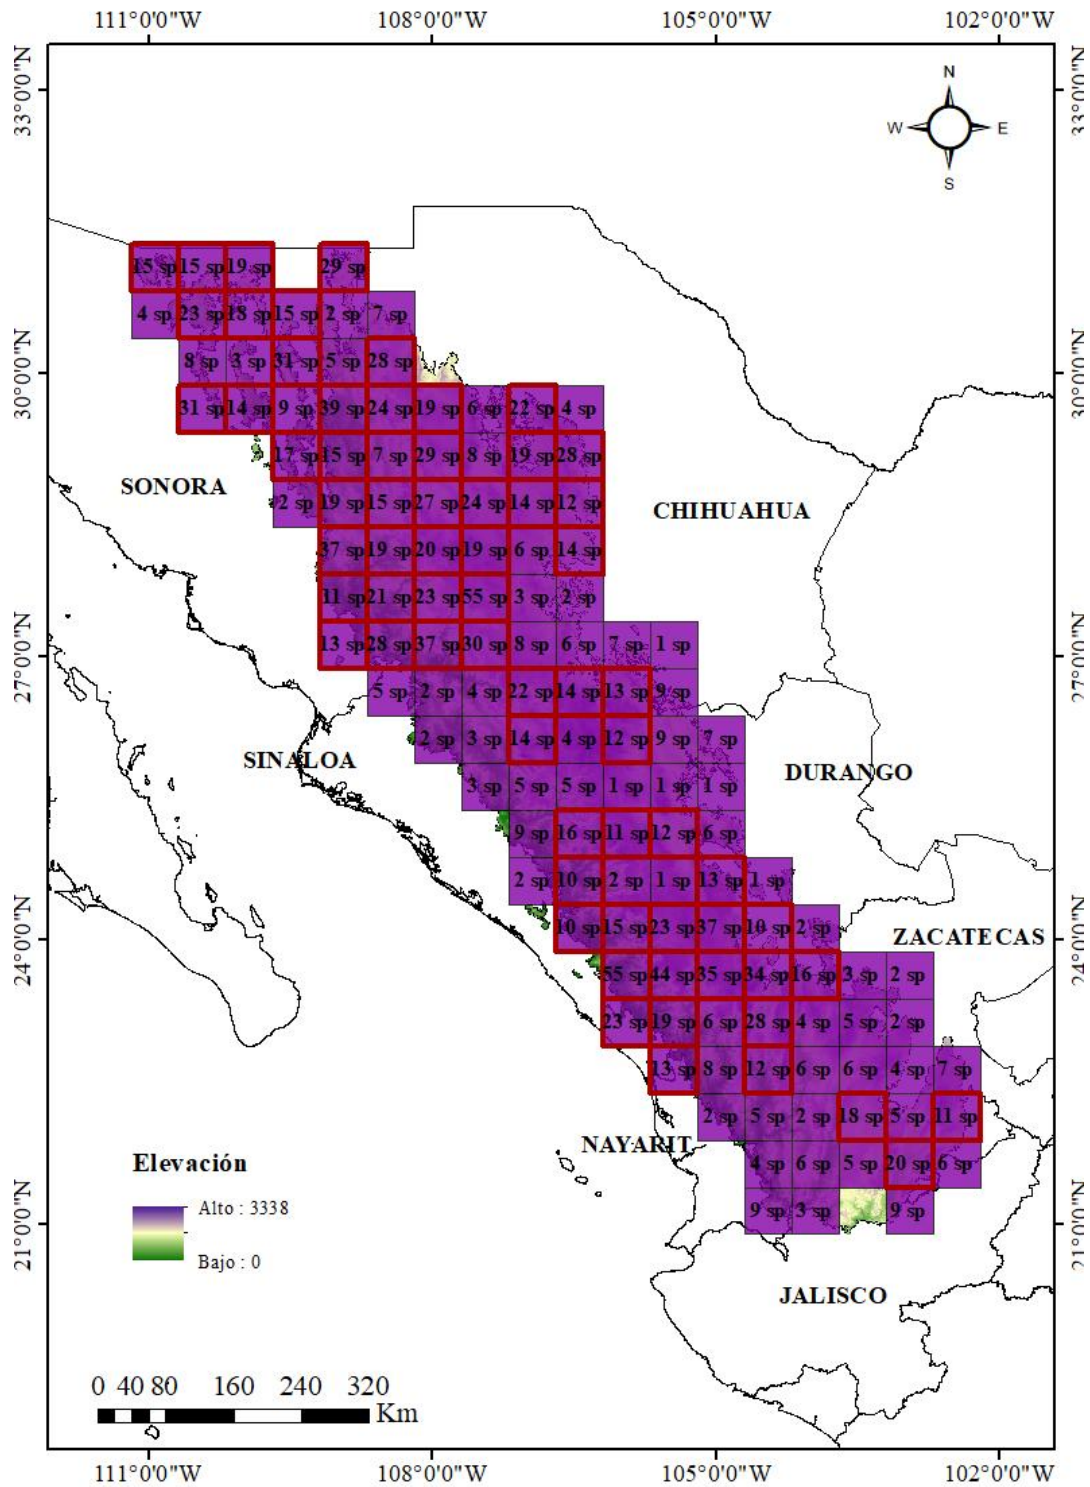 111°0'0"W 108°0'0"W 105°0'0"W 102°0'0"W
33°0'0"N 33°0'0"N
N
W E
S
15 sp 15 sp 19 sp 29 sp
4 sp 23 sp 18 sp 15 sp 2 sp 7 sp
8 sp 3 sp 31 sp 5 sp 28 sp
30°0'0"N 30°0'0"N
31 sp 14 sp 9 sp 39 sp 24 sp 19 sp 6 sp 22 sp 4 sp
17 sp 15 sp 7 sp 29 sp 8 sp 19 sp 28 sp
SONORA
2 sp 19 sp 15 sp 27 sp 24 sp 14 sp 12 sp
CHIHUAHUA
37 sp 19 sp 20 sp 19 sp 6 sp 14 sp
11 sp 21 sp 23 sp 55 sp 3 sp 2 sp
13 sp 28 sp 37 sp 30 sp 8 sp 6 sp 7 sp 1 sp
27°0'0"N 27°0'0"N
5 sp 2 sp 4 sp 22 sp 14 sp 13 sp 9 sp
2 sp 3 sp 14 sp 4 sp 12 sp 9 sp 7 sp
SINALOA
DURANGO
3 sp 5 sp 5 sp 1 sp 1 sp 1 sp
9 sp 16 sp 11 sp 12 sp 6 sp
2 sp 10 sp 2 sp 1 sp 13 sp 1 sp
10 sp 15 sp 23 sp 37 sp 10 sp 2 sp
24°0'0"N ZACATECAS 24°0'0"N
55 sp 44 sp 35 sp 34 sp 16 sp 3 sp 2 sp
23 sp 19 sp 6 sp 28 sp 4 sp 5 sp 2 sp
13 sp 8 sp 12 sp 6 sp 6 sp 4 sp 7 sp
2 sp 5 sp 2 sp 18 sp 5 sp 11 sp
NAYARIT
4 sp 6 sp 5 sp 20 sp 6 sp
9 sp 3 sp 9 sp
21°0'0"N 21°0'0"N
Elevación
Alto : 3338
Bajo : 0
JALISCO
0 40 80 160 240 320
Km
111°0'0"W 108°0'0"W 105°0'0"W 102°0'0"W